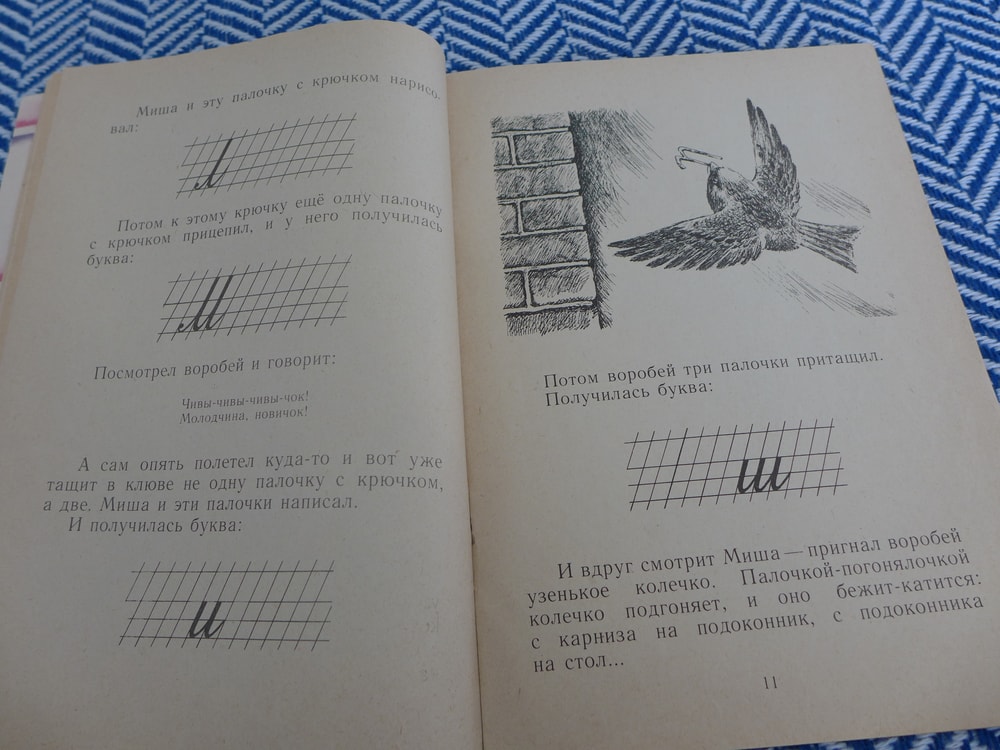 Миша и эту палочку с крючком нарисо-
вал:
л
Потом к этому крючку ещё одну палочку
с крючком прицепил, и у него получилась
буква:
м
Посмотрел воробей и говорит:
Чивы-чивы-чивы-чок!
Молодчина, новичок!
А сам опять полетел куда-то и вот уже
тащит в клюве не одну палочку с крючком,
а две. Миша и эти палочки написал.
И получилась буква:
и
Потом воробей три палочки притащил.
Получилась буква:
ш
И вдруг смотрит Миша — пригнал воробей
узенькое колечко. Палочкой-погонялочкой
колечко подгоняет, и оно бежит-катится:
с карниза на подоконник, с подоконника
на стол...
11